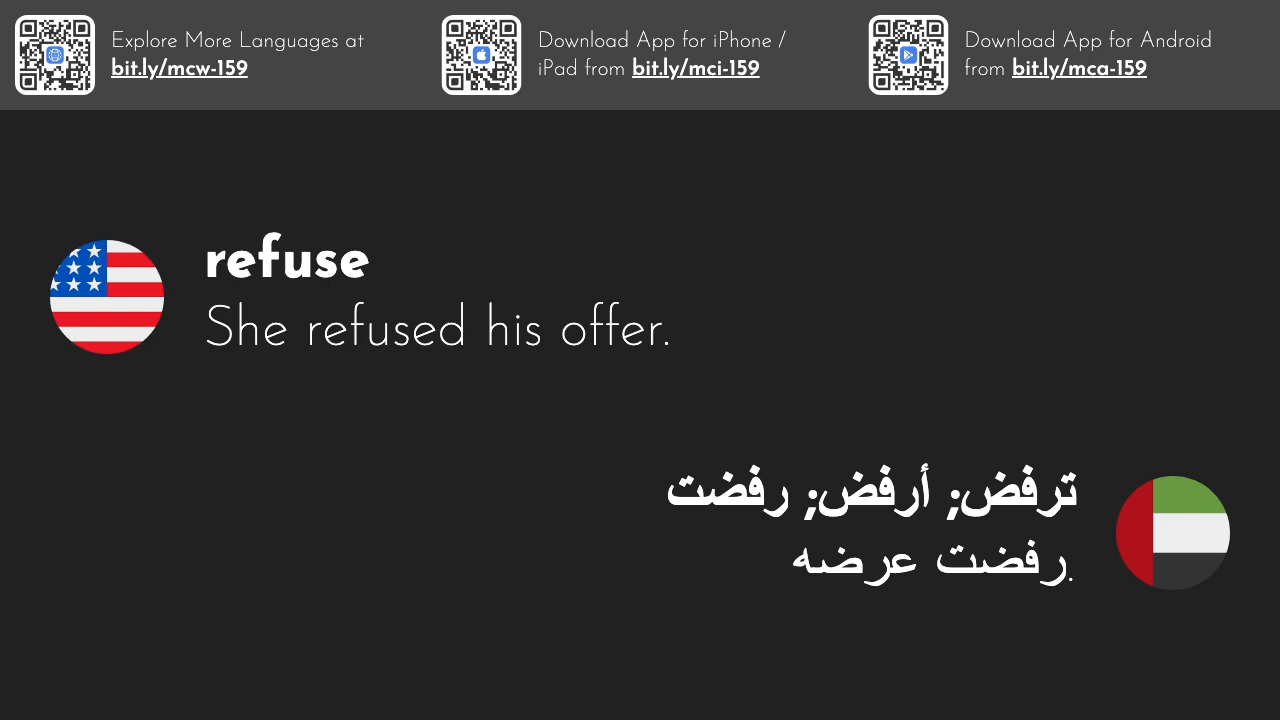 Explore More Languages at
bit.ly/mcw-159
Download App for iPhone /
iPad from bit.ly/mci-159
Download App for Android
from bit.ly/mca-159
refuse
She refused his offer.
ترفض; أرفض; رفضت
رفضت عرضه.